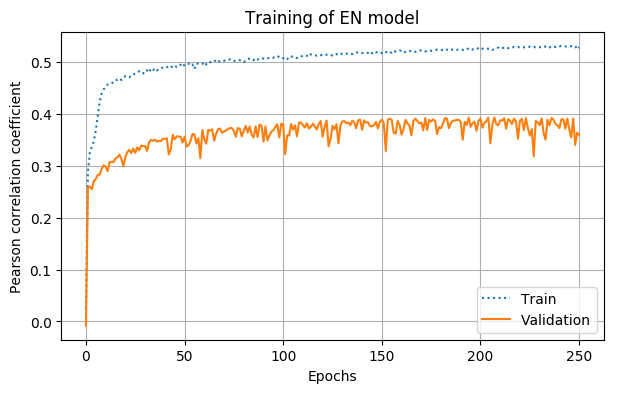 Training of EN model
Pearson correlation coefficient
0.5
0.4
0.3
0.2
0.1
0.0
0
50
100
150
200
250
Epochs
Train
Validation